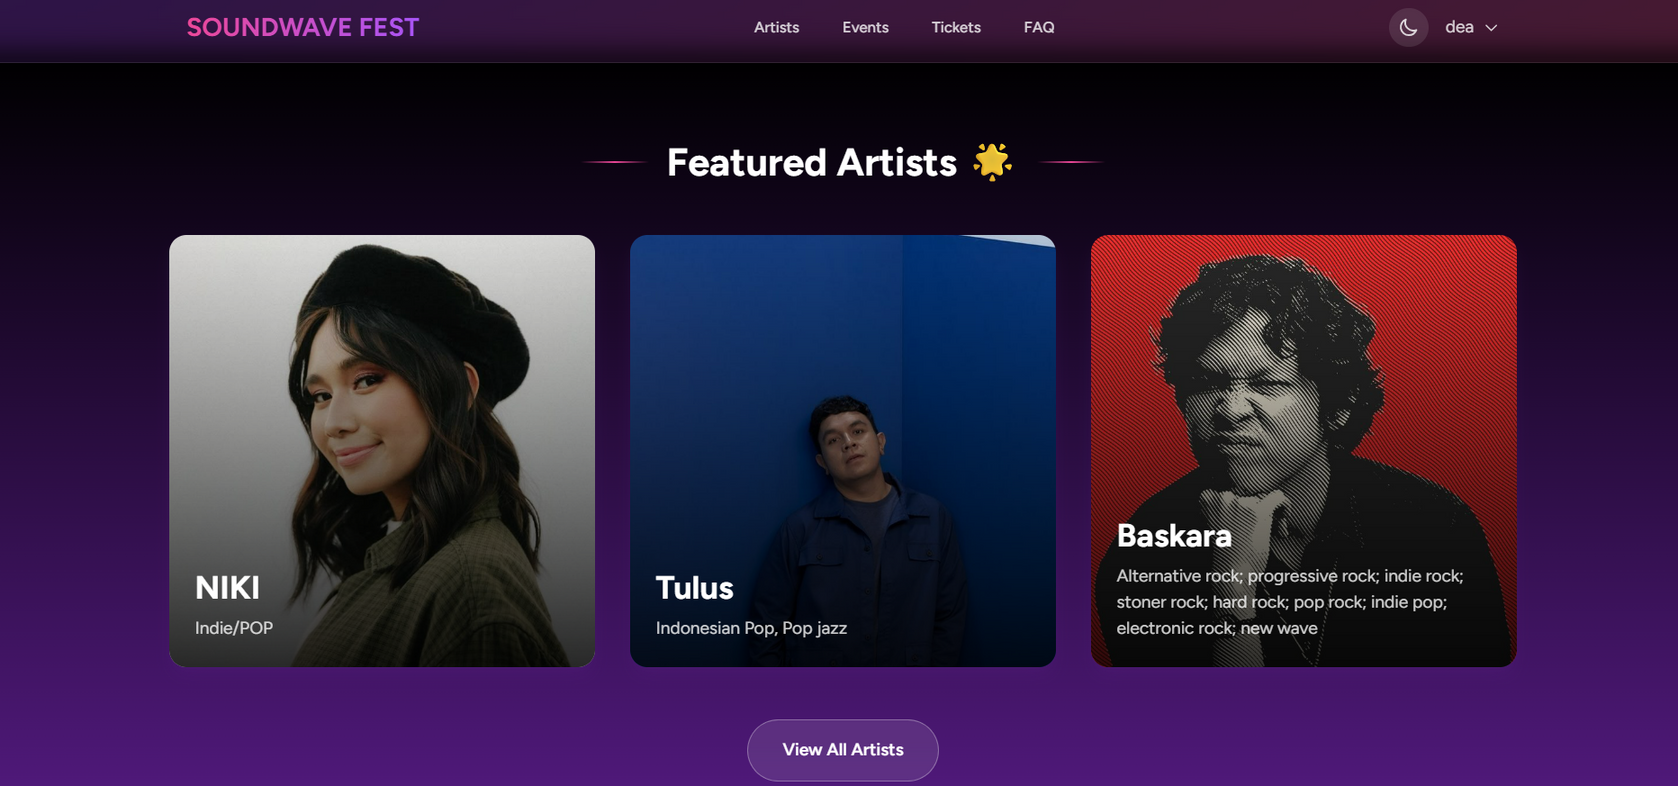 SOUNDWAVE FEST
Artists
Events
Tickets
FAQ
dea
Featured Artists 🌟
NIKI
Indie/POP
Tulus
Indonesian Pop, Pop jazz
Baskara
Alternative rock; progressive rock; indie rock;
stoner rock; hard rock; pop rock; indie pop;
electronic rock; new wave
View All Artists